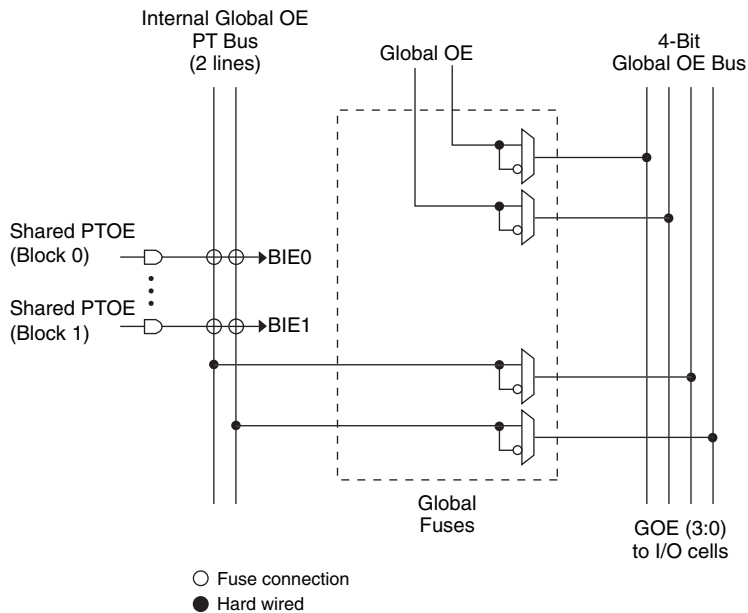 Internal Global OE
PT Bus
(2 lines)
Global OE
4-Bit
Global OE Bus
Shared PTOE
(Block 0)
BIE0
Shared PTOE
(Block 1)
BIE1
Global
Fuses
GOE (3:0)
to I/O cells
Fuse connection
Hard wired